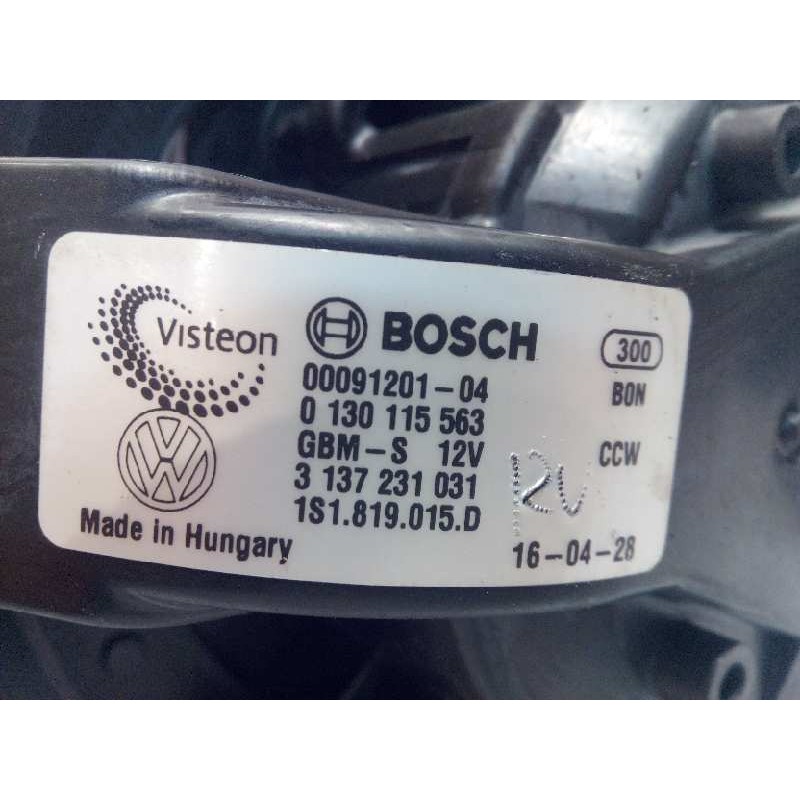 Visteon
BOSCH
300
00091201-04
BON
0 130 115 563
GBM-S 12V
CCW
3 137 231 031
1S1.819.015.D
Made in Hungary
16-04-28